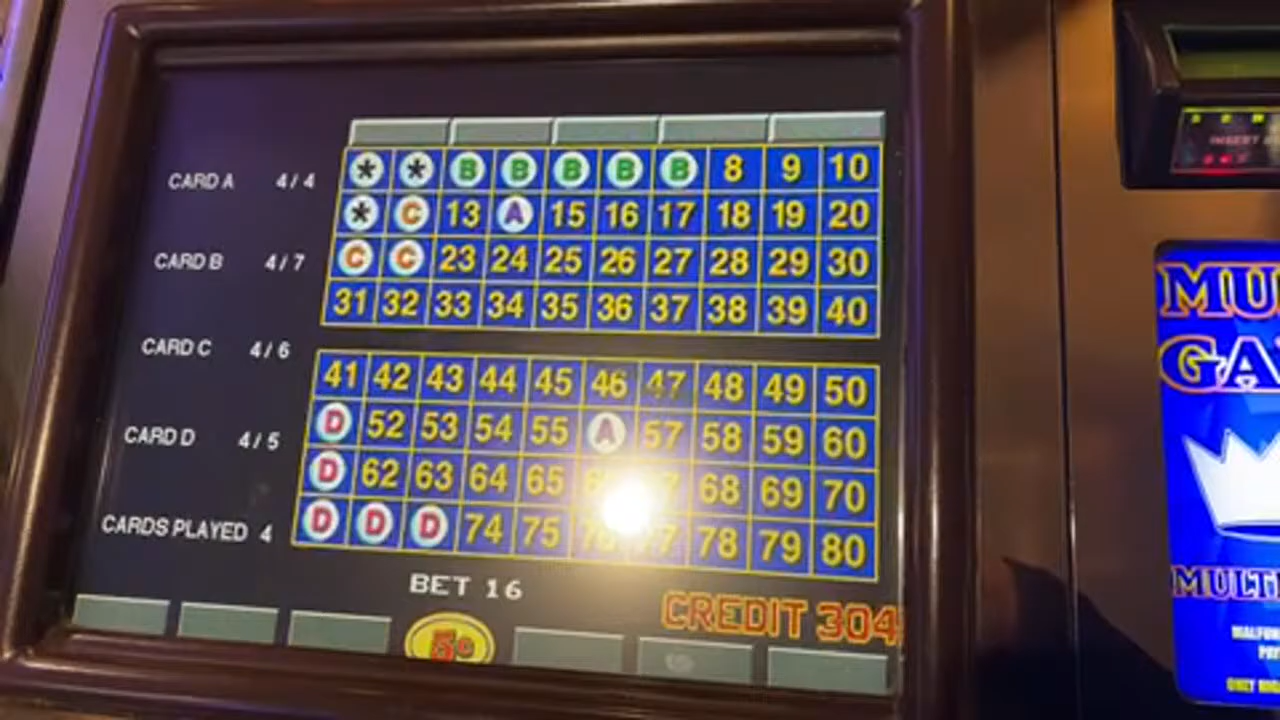 CARD A 4/4
CARD B 4/7
CARD C 4/6
CARD D 4/5
CARDS PLAYED 4
* * B B B B B 8 9 10
* C 13 A 15 16 17 18 19 20
C C 23 24 25 26 27 28 29 30
31 32 33 34 35 36 37 38 39 40
41 42 43 44 45 46 47 48 49 50
D 52 53 54 55 A 57 58 59 60
D 62 63 64 65 68 69 70
D D D 74 75 78 79 80
BET 16
CREDIT 304
5¢
INSERT
MU
GA
MULTI
ONLY